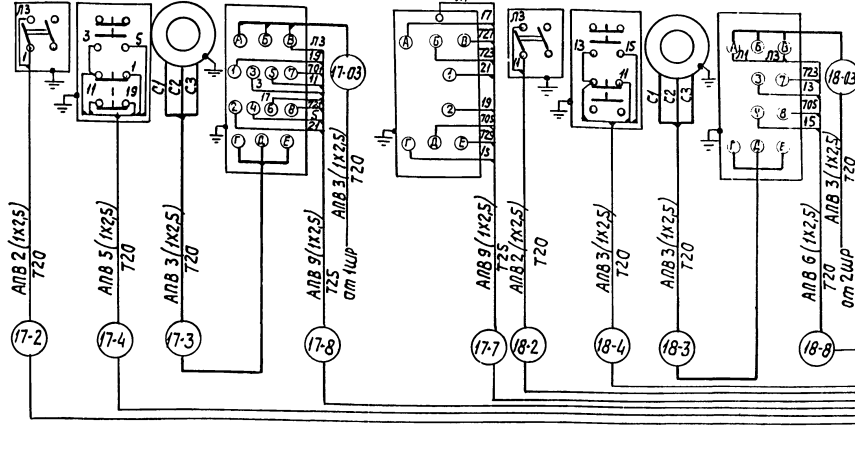 Л3
1
3
5
1
11
19
С1
С2
С3
А
Б
В
Л3
19
1
3
5
7
701
11
3
17
2
4
6
8
723
5
21
Г
Д
Е
17-03
17
А
Б
В
727
723
1
21
2
19
705
Г
Д
Е
725
15
Л3
11
13
15
11
С1
С2
С3
А
Б
В
Л1
Л3
3
7
723
13
4
8
705
15
Г
Д
Е
18-03
АПВ 2 (1х2,5)
Т20
АПВ 5 (1х2,5)
Т20
АПВ 3 (1х2,5)
Т20
АПВ 9 (1х2,5)
Т25
АПВ 3 (1х2,5)
Т20
от 1ШР
АПВ 9 (1х2,5)
Т25
АПВ 2 (1х2,5)
Т20
АПВ 3 (1х2,5)
Т20
АПВ 3 (1х2,5)
Т20
АПВ 6 (1х2,5)
Т20
АПВ 3 (1х2,5)
Т20
от 2ШР
17-2
17-4
17-3
17-8
17-7
18-2
18-4
18-3
18-8